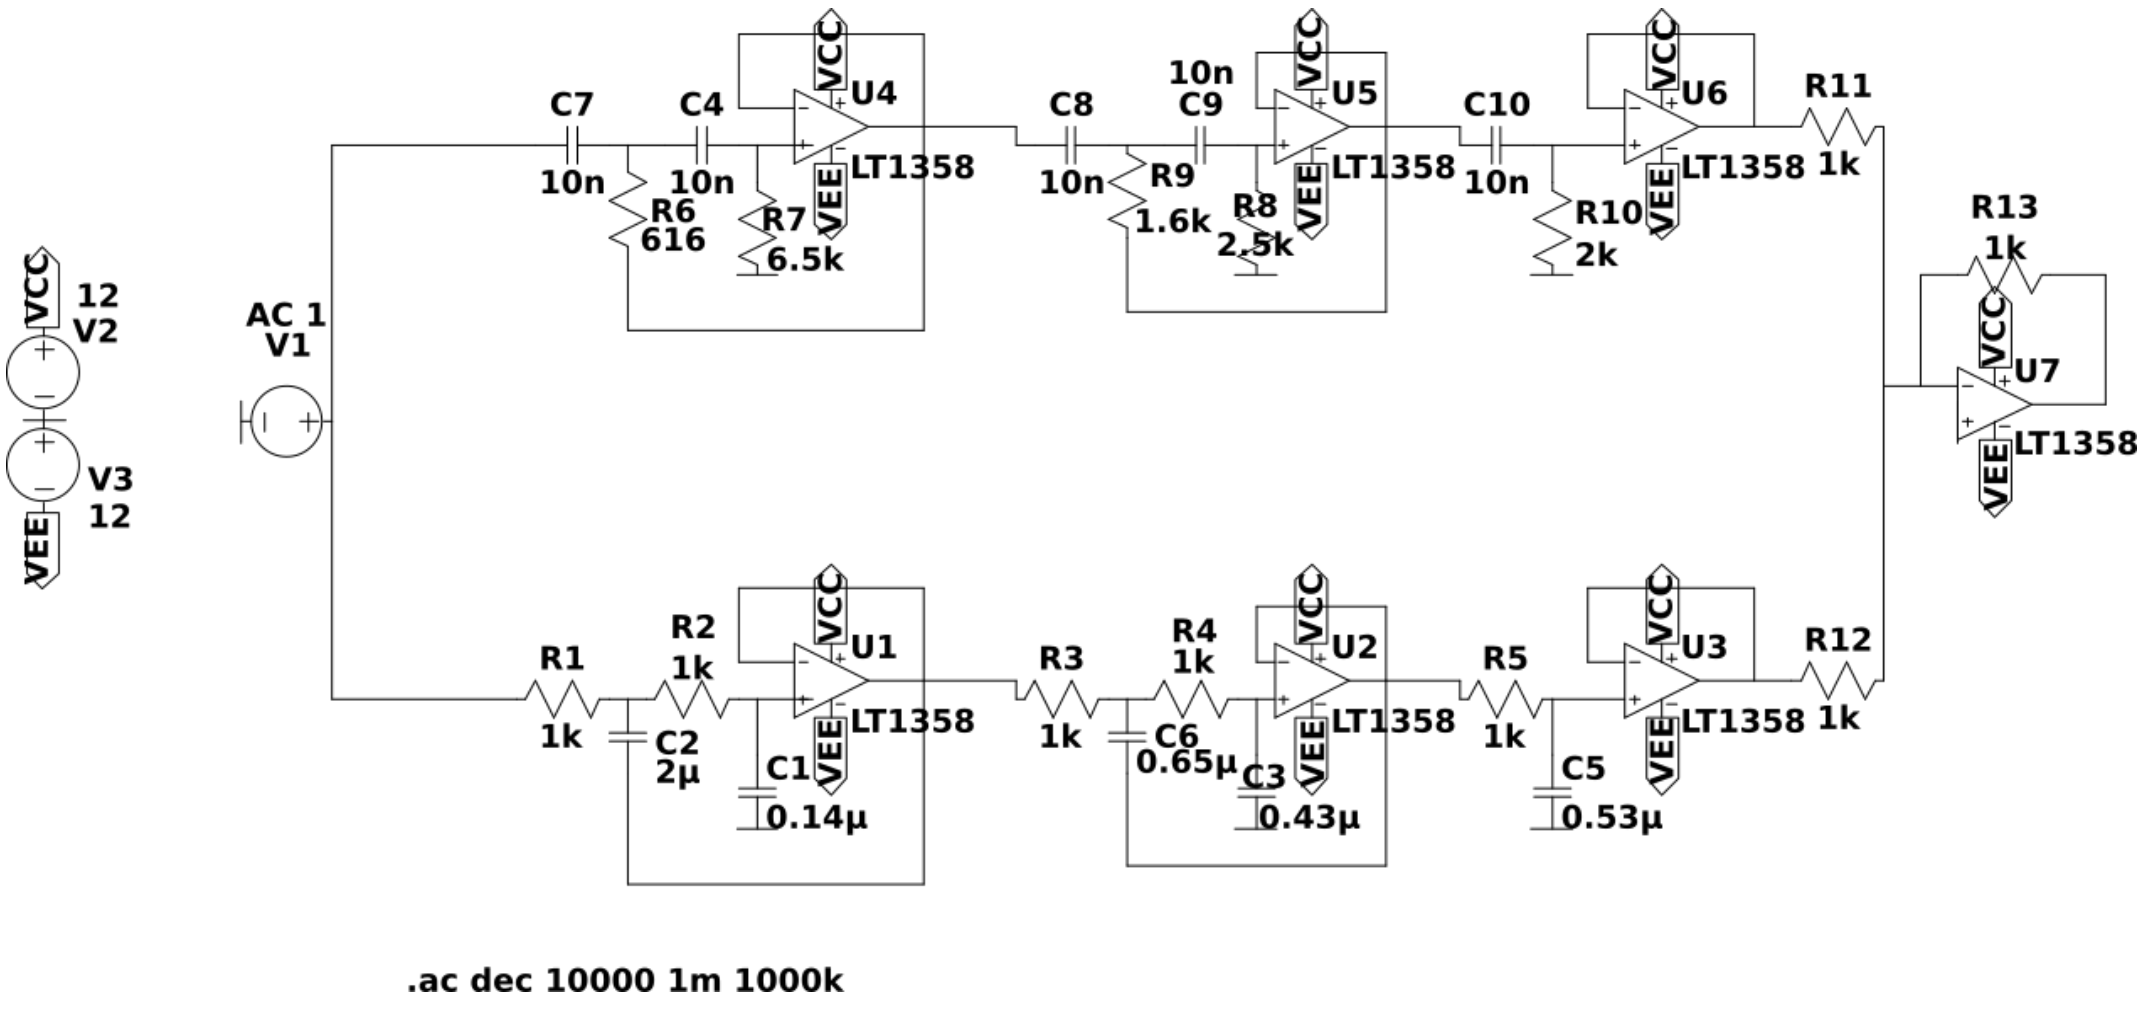 VCC
12
V2
V3
12
VEE
AC 1
V1
C7
10n
R6
616
C4
10n
R7
6.5k
VCC
U4
LT1358
VEE
C8
10n
R9
1.6k
10n
C9
R8
2.5k
VCC
U5
LT1358
VEE
C10
10n
R10
2k
VCC
U6
LT1358
VEE
R11
1k
R13
1k
VCC
U7
LT1358
VEE
R1
1k
C2
2µ
R2
1k
C1
0.14µ
VCC
U1
LT1358
VEE
R3
1k
C6
0.65µ
R4
1k
C3
0.43µ
VCC
U2
LT1358
VEE
R5
1k
C5
0.53µ
VCC
U3
LT1358
VEE
R12
1k
.ac dec 10000 1m 1000k